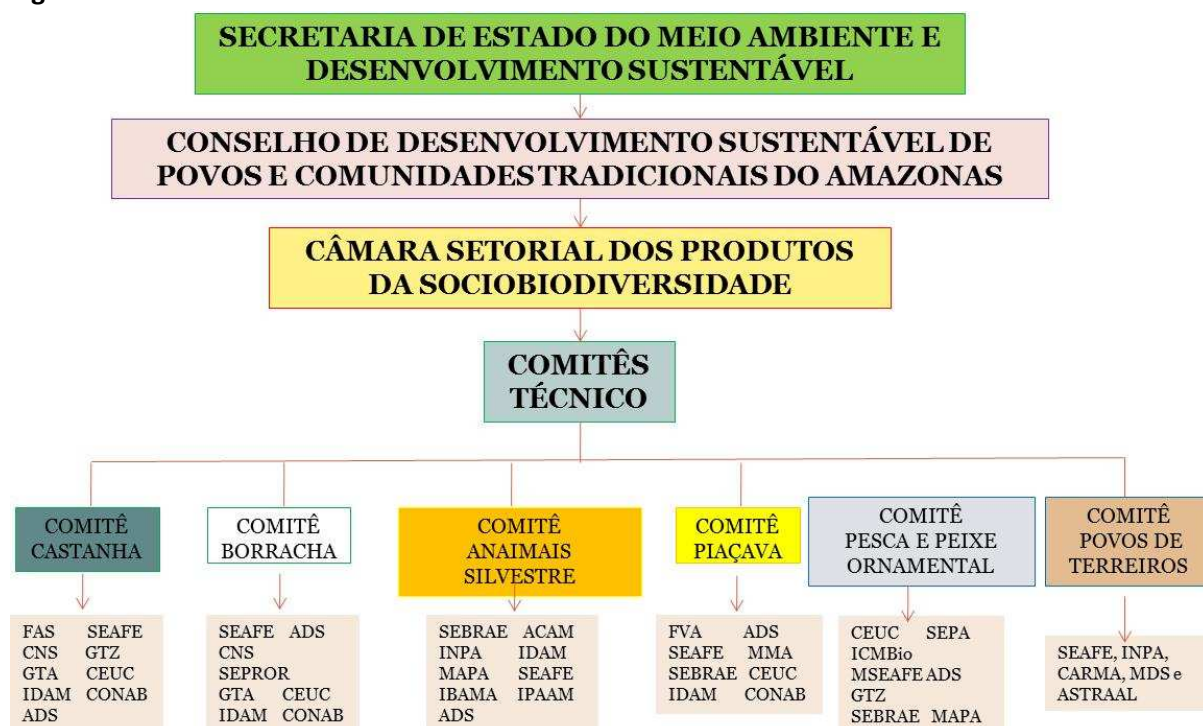 SECRETARIA DE ESTADO DO MEIO AMBIENTE E
DESENVOLVIMENTO SUSTENTÁVEL
CONSELHO DE DESENVOLVIMENTO SUSTENTÁVEL DE
POVOS E COMUNIDADES TRADICIONAIS DO AMAZONAS
CÂMARA SETORIAL DOS PRODUTOS
DA SOCIOBIODIVERSIDADE
COMITÊS
TÉCNICO
COMITÊ
CASTANHA
COMITÊ
BORRACHA
COMITÊ
ANAIMAIS
SILVESTRE
COMITÊ
PIAÇAVA
COMITÊ
PESCA E PEIXE
ORNAMENTAL
COMITÊ
POVOS DE
TERREIROS
FAS SEAFE
CNS GTZ
GTA CEUC
IDAM CONAB
ADS
SEAFE ADS
CNS
SEPROR
GTA CEUC
IDAM CONAB
SEBRAE ACAM
INPA IDAM
MAPA SEAFE
IBAMA IPAAM
ADS
FVA ADS
SEAFE MMA
SEBRAE CEUC
IDAM CONAB
CEUC SEPA
ICMBio
MSEAFE ADS
GTZ
SEBRAE MAPA
SEAFE, INPA,
CARMA, MDS e
ASTRAAL